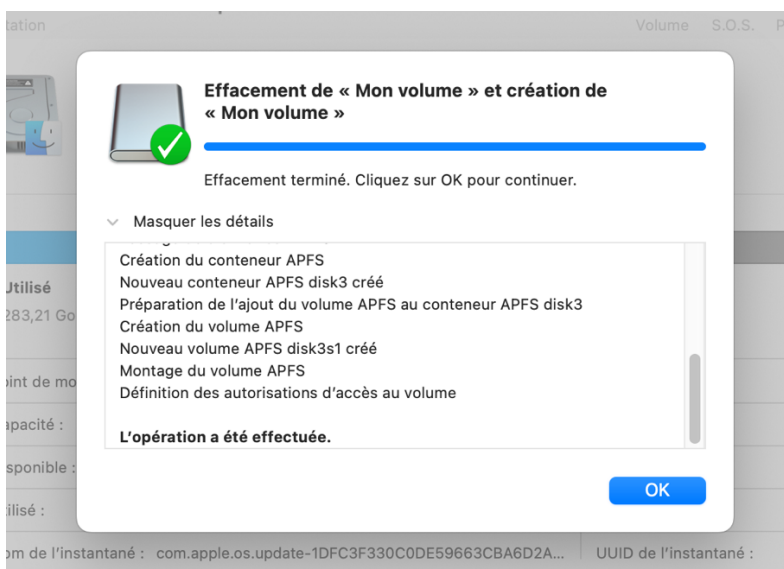 Volume S.O.S.
Effacement de « Mon volume » et création de
« Mon volume »
Effacement terminé. Cliquez sur OK pour continuer.
Masquer les détails
Création du conteneur APFS
Nouveau conteneur APFS disk3 créé
Utilisé
Préparation de l’ajout du volume APFS au conteneur APFS disk3
283,21 Go
Création du volume APFS
Nouveau volume APFS disk3s1 créé
Montage du volume APFS
Définition des autorisations d’accès au volume
L’opération a été effectuée.
OK
com.apple.os.update-1DFC3F330C0DE59663CBA6D2A... UUID de l’instantané :